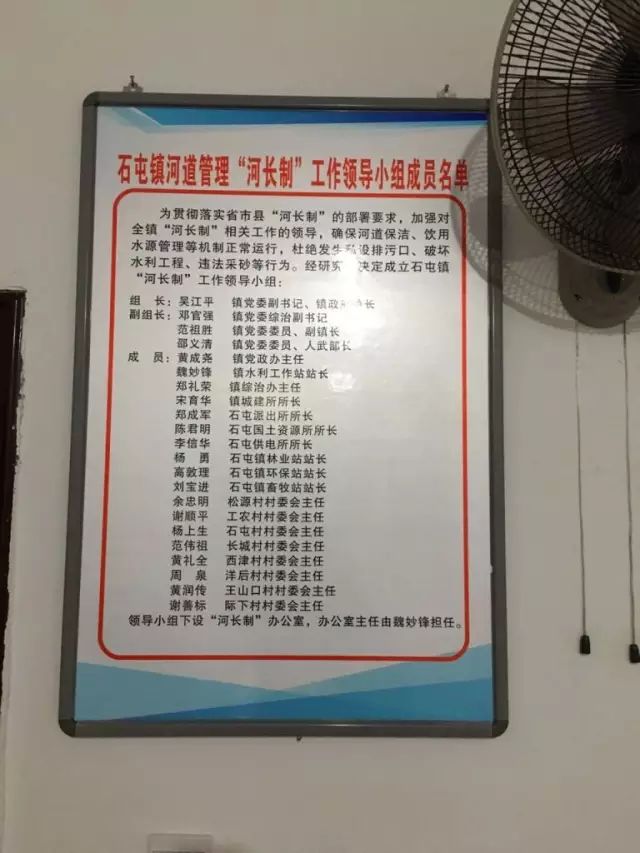 石屯镇河道管理“河长制”工作领导小组成员名单
为贯彻落实省市县“河长制”的部署要求，加强对
全镇“河长制”相关工作的领导，确保河道保洁、饮用
水源管理等机制正常运行，杜绝发生私设排污口、破坏
水利工程、违法采砂等行为。经研究 决定成立石屯镇
“河长制”工作领导小组：
组 长：吴江平 镇党委副书记、镇政 镇长
副组长：邓官强 镇党委综治副书记
范祖胜 镇党委委员、副镇长
邵义清 镇党委委员、人武部长
成 员：黄成尧 镇党政办主任
魏妙锋 镇水利工作站站长
郑礼荣 镇综治办主任
宋育华 镇城建所所长
郑成军 石屯派出所所长
陈君明 石屯国土资源所所长
李信华 石屯供电所所长
杨 勇 石屯镇林业站站长
高敦理 石屯镇环保站站长
刘宝进 石屯镇畜牧站站长
余忠明 松源村村委会主任
谢顺平 工农村村委会主任
杨上生 石屯村村委会主任
范伟祖 长城村村委会主任
黄礼全 西津村村委会主任
周 泉 洋后村村委会主任
黄润传 王山口村村委会主任
谢善标 际下村村委会主任
领导小组下设“河长制”办公室，办公室主任由魏妙锋担任。